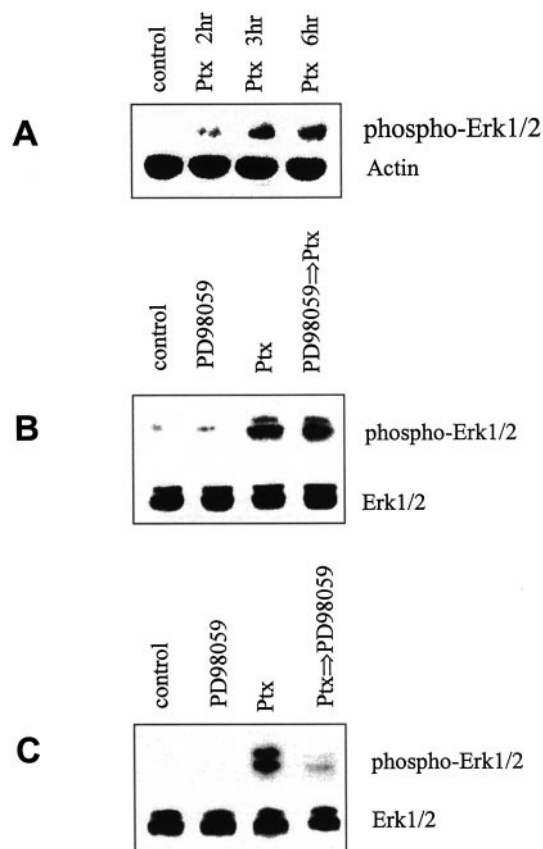 control
Ptx 2hr
Ptx 3hr
Ptx 6hr
A
phospho-Erk1/2
Actin
control
PD98059
Ptx
PD98059⇒Ptx
B
phospho-Erk1/2
Erk1/2
control
PD98059
Ptx
Ptx⇒PD98059
C
phospho-Erk1/2
Erk1/2